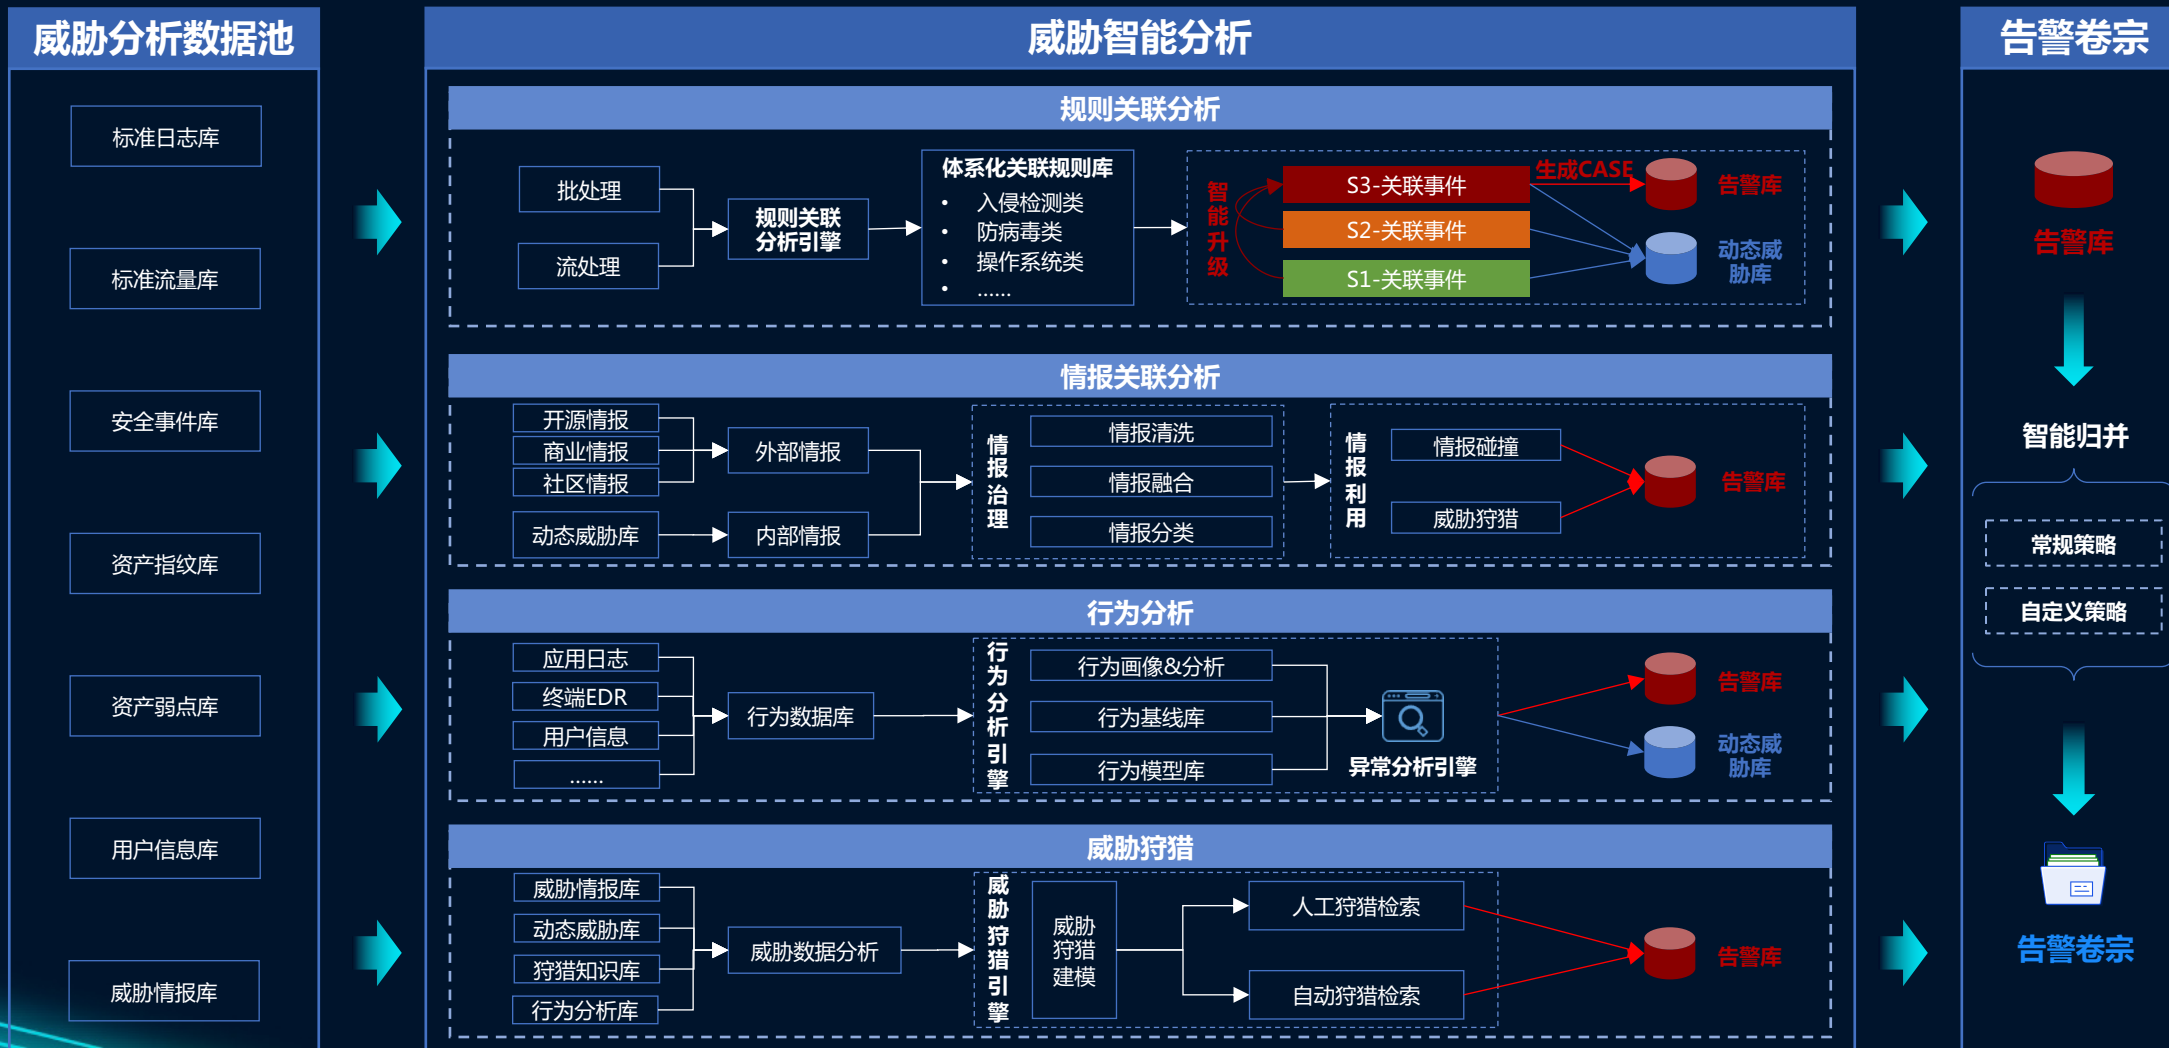 威胁分析数据池
标准日志库
标准流量库
安全事件库
资产指纹库
资产弱点库
用户信息库
威胁情报库
威胁智能分析
规则关联分析
批处理
流处理
规则关联
分析引擎
体系化关联规则库
• 入侵检测类
• 防病毒类
• 操作系统类
• ……
智
能
升
级
S3-关联事件
S2-关联事件
S1-关联事件
生成CASE
告警库
动态威
胁库
情报关联分析
开源情报
商业情报
社区情报
动态威胁库
外部情报
内部情报
情
报
治
理
情报清洗
情报融合
情报分类
情
报
利
用
情报碰撞
威胁狩猎
告警库
行为分析
应用日志
终端EDR
用户信息
……
行为数据库
行
为
分
析
引
擎
行为画像&分析
行为基线库
行为模型库
异常分析引擎
告警库
动态威
胁库
威胁狩猎
威胁情报库
动态威胁库
狩猎知识库
行为分析库
威胁数据分析
威
胁
狩
猎
引
擎
威胁
狩猎
建模
人工狩猎检索
自动狩猎检索
告警库
告警卷宗
告警库
智能归并
常规策略
自定义策略
告警卷宗